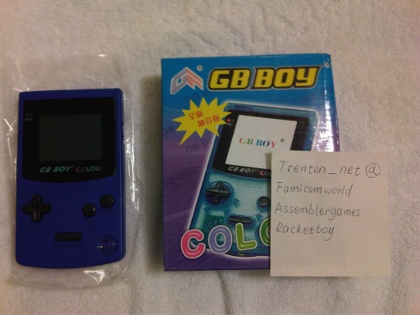 GB BOY COLOUR
GB BOY
GB BOY
COLO
Trenton_net@
Famicomworld
Assemblergames
Racketboy